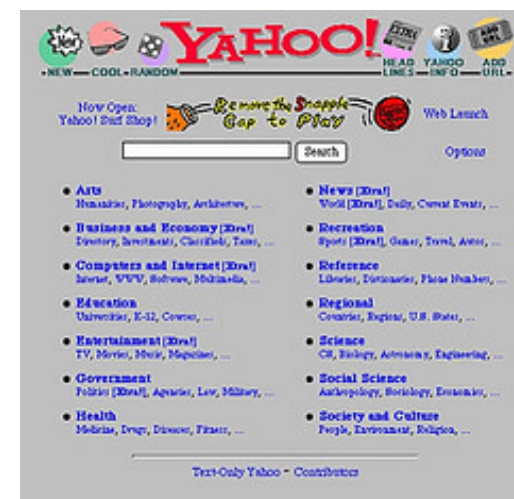 New
EXTRA
i
ADD URL
YAHOO!
NEW COOL RANDOM
HEAD LINES YAHOO INFO ADD URL
Now Open:
Yahoo! Surf Shop!
Remove the Snapple
Cap to Play
Web Launch
Search
Options
Arts
Humanities, Photography, Architecture, ...
Business and Economy [Xtra!]
Directory, Investments, Classifieds, Taxes, ...
Computers and Internet [Xtra!]
Internet, WWW, Software, Multimedia, ...
Education
Universities, K-12, Courses, ...
Entertainment [Xtra!]
TV, Movies, Music, Magazines, ...
Government
Politics [Xtra!], Agencies, Law, Military, ...
Health
Medicine, Drugs, Diseases, Fitness, ...
News [Xtra!]
World [Xtra!], Daily, Current Events, ...
Recreation
Sports [Xtra!], Games, Travel, Autos, ...
Reference
Libraries, Dictionaries, Phone Numbers, ...
Regional
Countries, Regions, U.S. States, ...
Science
CS, Biology, Astronomy, Engineering, ...
Social Science
Anthropology, Sociology, Economics, ...
Society and Culture
People, Environment, Religion, ...
Text-Only Yahoo - Contributors